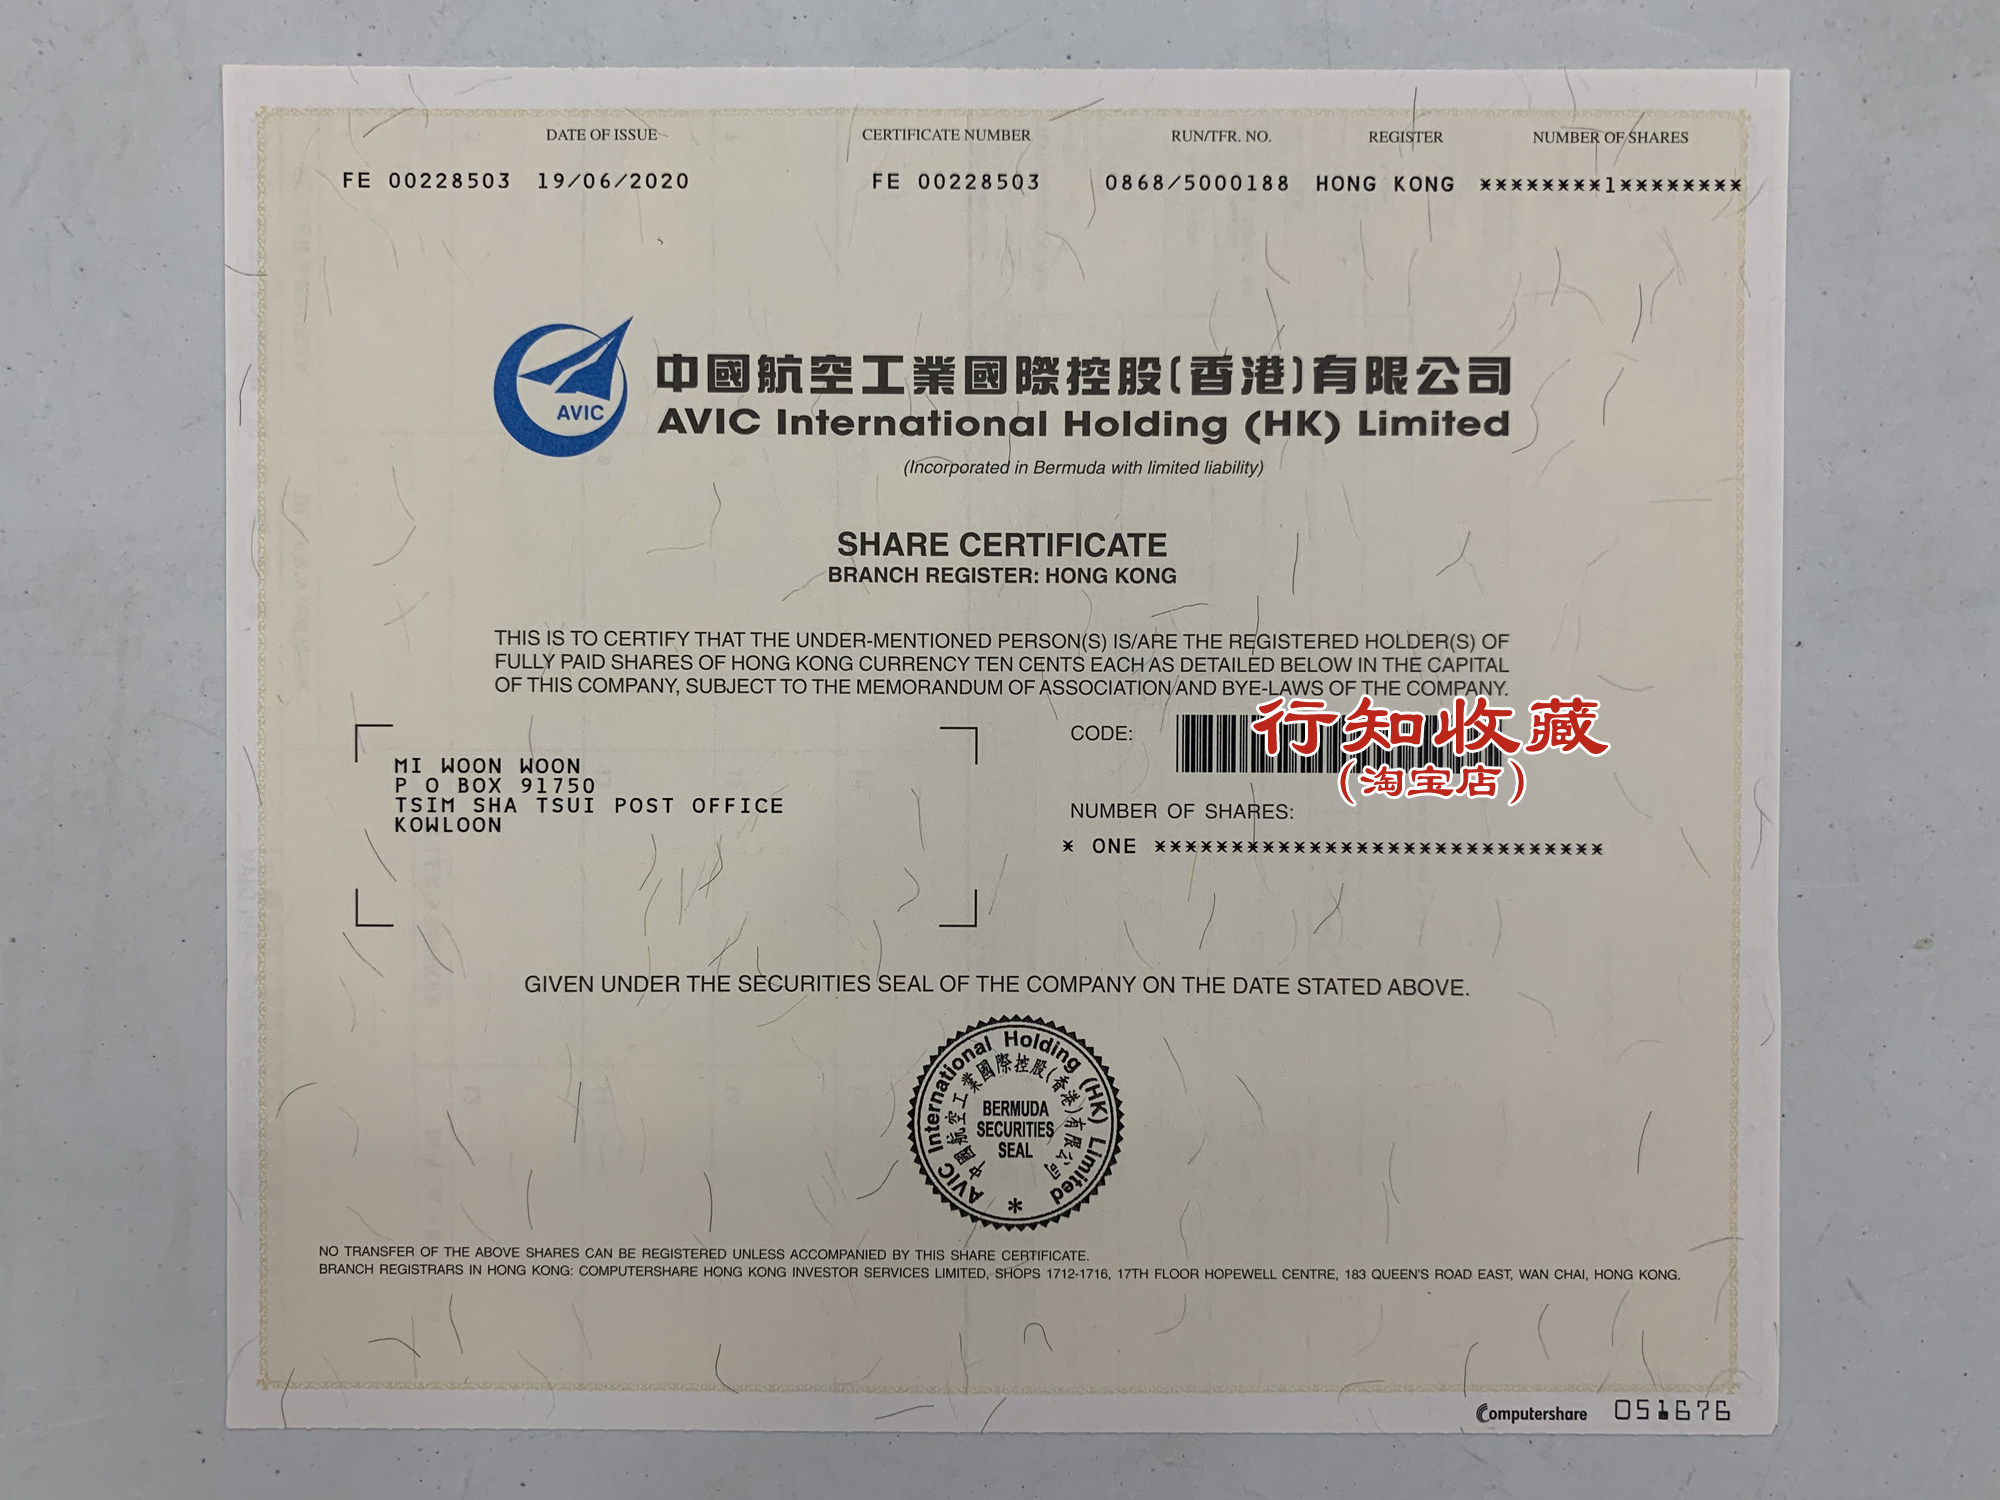 DATE OF ISSUE CERTIFICATE NUMBER RUN/TFR. NO. REGISTER NUMBER OF SHARES
FE 00228503 19/06/2020 FE 00228503 0868/5000188 HONG KONG ********1********
AVIC
中國航空工業國際控股(香港)有限公司
AVIC International Holding (HK) Limited
(Incorporated in Bermuda with limited liability)
SHARE CERTIFICATE
BRANCH REGISTER: HONG KONG
THIS IS TO CERTIFY THAT THE UNDER-MENTIONED PERSON(S) IS/ARE THE REGISTERED HOLDER(S) OF
FULLY PAID SHARES OF HONG KONG CURRENCY TEN CENTS EACH AS DETAILED BELOW IN THE CAPITAL
OF THIS COMPANY, SUBJECT TO THE MEMORANDUM OF ASSOCIATION AND BYE-LAWS OF THE COMPANY.
MI WOON WOON
P O BOX 91750
TSIM SHA TSUI POST OFFICE
KOWLOON
CODE:
行知收藏
(淘宝店)
NUMBER OF SHARES:
* ONE *****************************
GIVEN UNDER THE SECURITIES SEAL OF THE COMPANY ON THE DATE STATED ABOVE.
AVIC International Holding (HK) Limited
中國航空工業國際控股(香港)有限公司
BERMUDA
SECURITIES
SEAL
*
NO TRANSFER OF THE ABOVE SHARES CAN BE REGISTERED UNLESS ACCOMPANIED BY THIS SHARE CERTIFICATE.
BRANCH REGISTRARS IN HONG KONG: COMPUTERSHARE HONG KONG INVESTOR SERVICES LIMITED, SHOPS 1712-1716, 17TH FLOOR HOPEWELL CENTRE, 183 QUEEN'S ROAD EAST, WAN CHAI, HONG KONG.
Computershare 051676